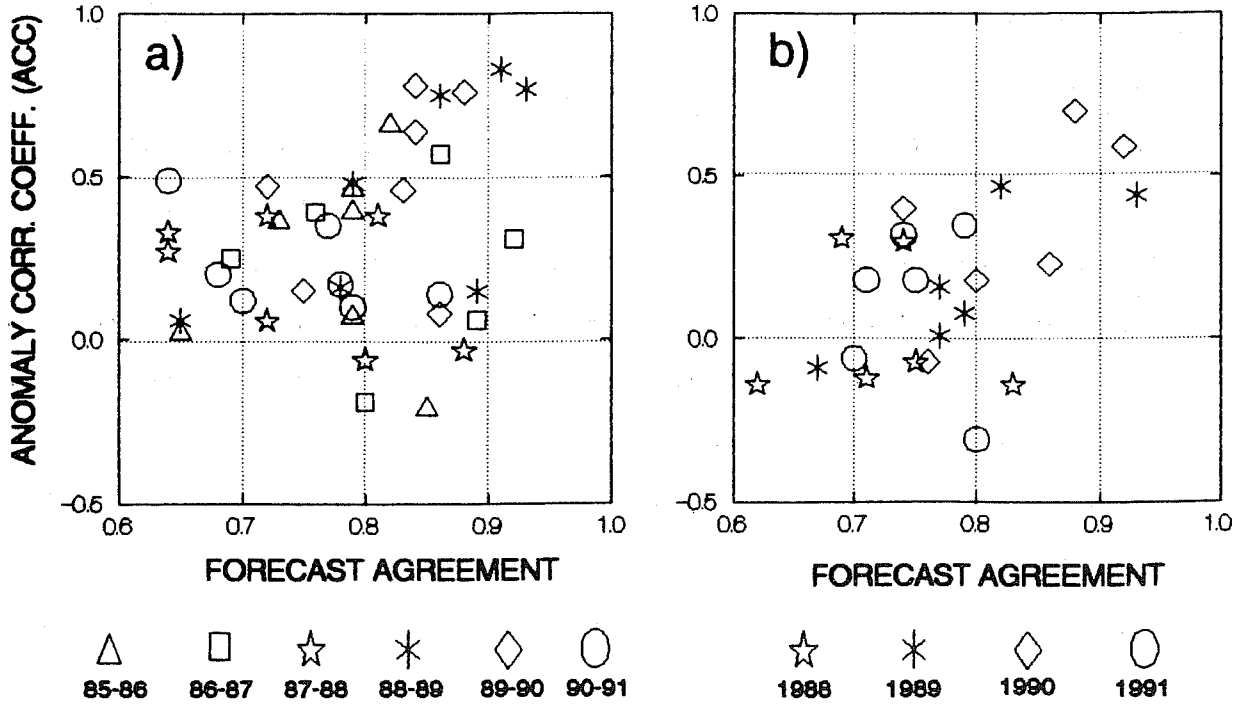 a)
ANOMALY CORR. COEFF. (ACC)
1.0
0.5
0.0
-0.5
0.6 0.7 0.8 0.9 1.0
FORECAST AGREEMENT
85-86 86-87 87-88 88-89 89-90 90-91
b)
1.0
0.5
0.0
-0.5
0.6 0.7 0.8 0.9 1.0
FORECAST AGREEMENT
1988 1989 1990 1991